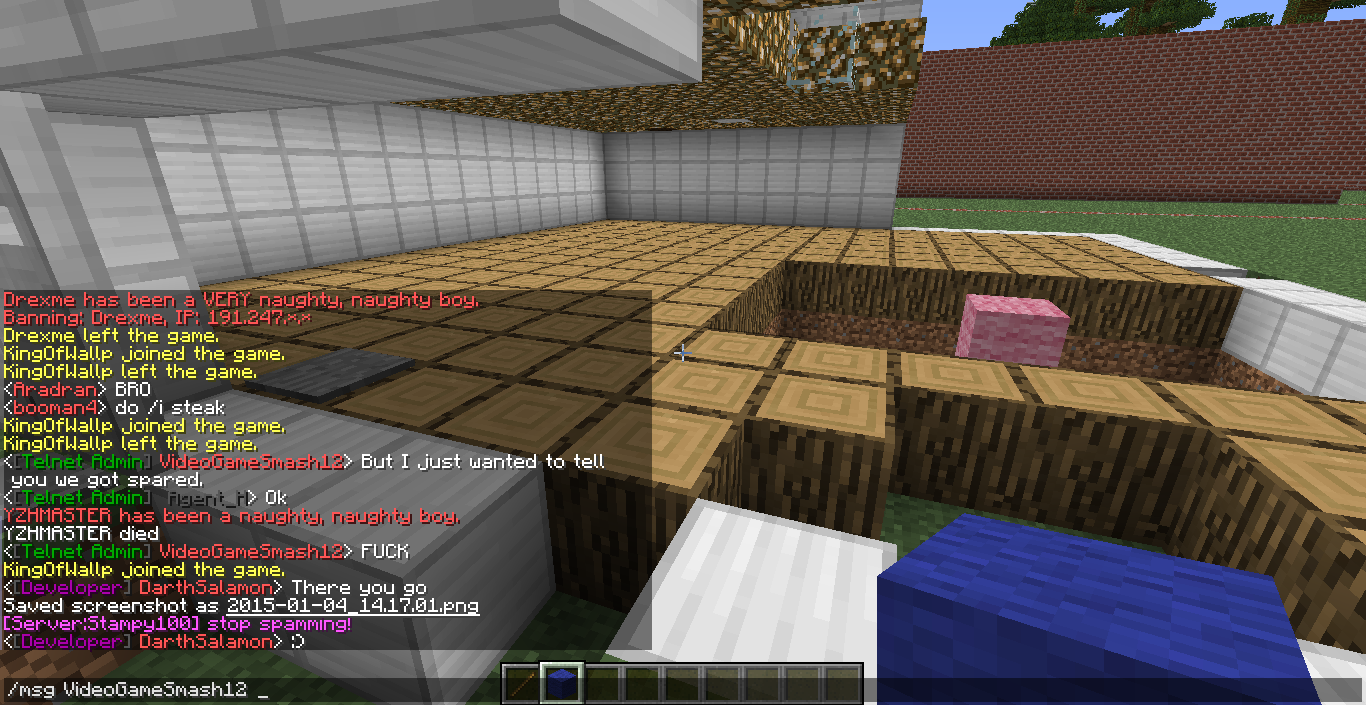 Drexme has been a VERY naughty, naughty boy.
Banning: Drexme, IP: 191.247.*.*
Drexme left the game.
KingOfWallp joined the game.
KingOfWallp left the game.
<Aradran> BRO
<booman4> do /i steak
KingOfWallp joined the game.
KingOfWallp left the game.
<[Telnet Admin] VideoGameSmash12> But I just wanted to tell
you we got spared.
<[Telnet Admin] Agent_> Ok
YZHMASTER has been a naughty, naughty boy.
YZHMASTER died
<[Telnet Admin] VideoGameSmash12> FUCK
KingOfWallp joined the game.
<[Developer] DarthSalamon> There you go
Saved screenshot as 2015-01-04_14.17.01.png
[Server:Stampy100] stop spamming!
<[Developer] DarthSalamon> :)
/msg VideoGameSmash12 _